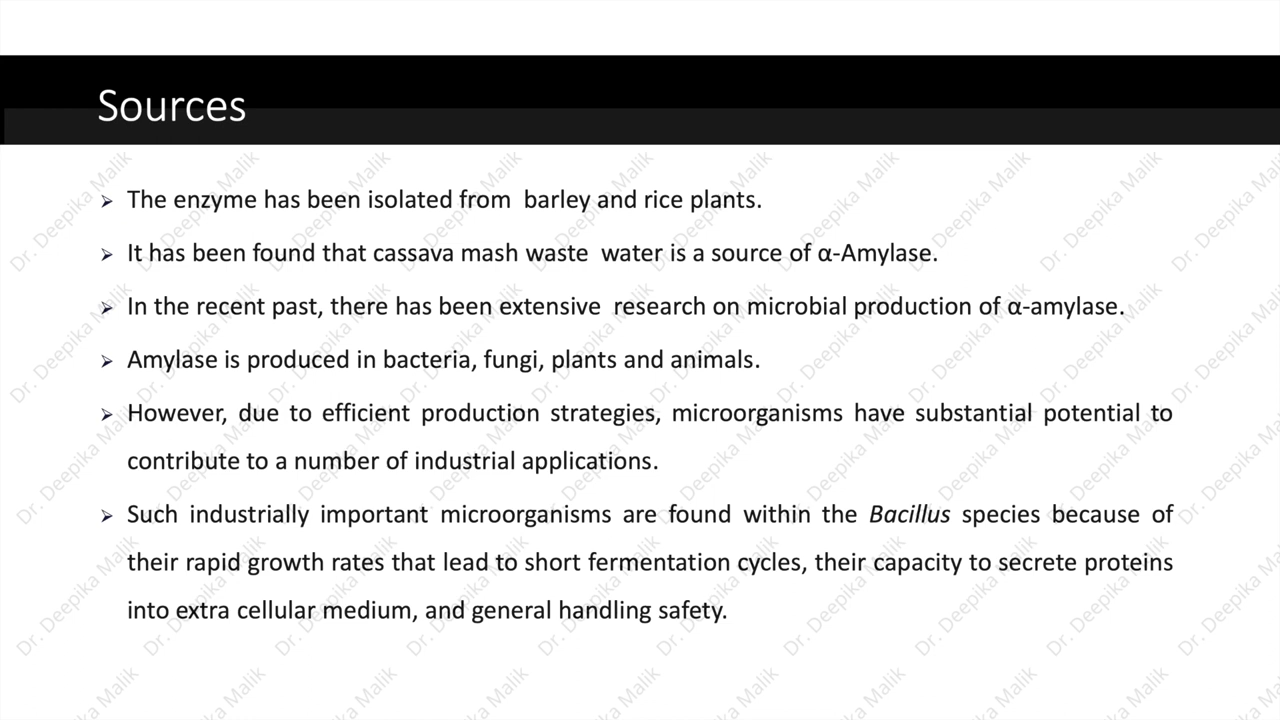 Sources
➢ The enzyme has been isolated from barley and rice plants.
➢ It has been found that cassava mash waste water is a source of α-Amylase.
➢ In the recent past, there has been extensive research on microbial production of α-amylase.
➢ Amylase is produced in bacteria, fungi, plants and animals.
➢ However, due to efficient production strategies, microorganisms have substantial potential to
contribute to a number of industrial applications.
➢ Such industrially important microorganisms are found within the Bacillus species because of
their rapid growth rates that lead to short fermentation cycles, their capacity to secrete proteins
into extra cellular medium, and general handling safety.
Dr. Deepika Malik